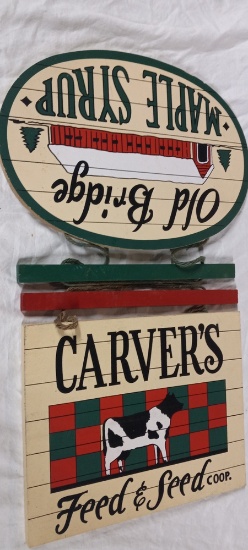 Old Bridge
MAPLE SYRUP
CARVER'S
Feed & Seed COOP.